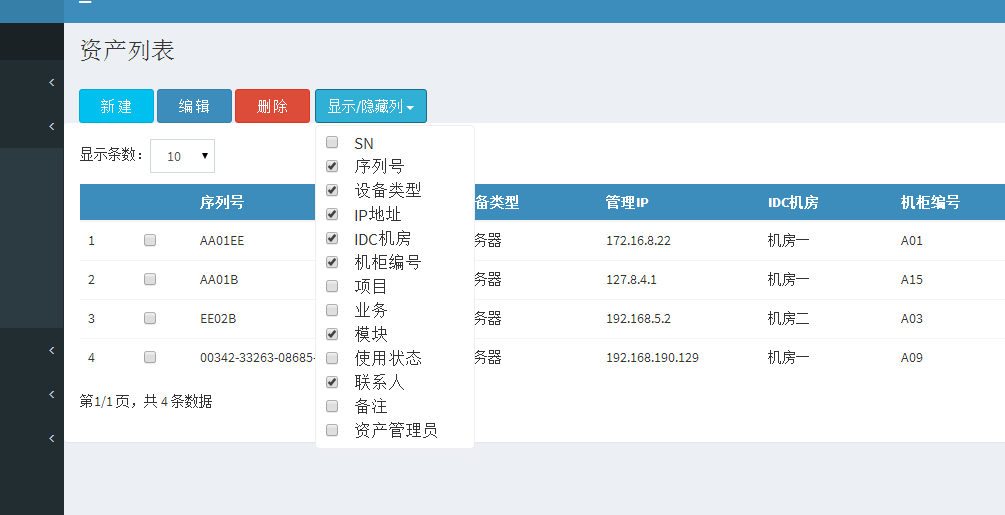 资产列表
新建 编辑 删除 显示/隐藏列
显示条数： 10
SN
序列号
设备类型
IP地址
IDC机房
机柜编号
项目
业务
模块
使用状态
联系人
备注
资产管理员
序列号 备类型 管理IP IDC机房 机柜编号
1 AA01EE 务器 172.16.8.22 机房一 A01
2 AA01B 务器 127.8.4.1 机房一 A15
3 EE02B 务器 192.168.5.2 机房二 A03
4 00342-33263-08685- 务器 192.168.190.129 机房一 A09
第1/1页，共 4 条数据